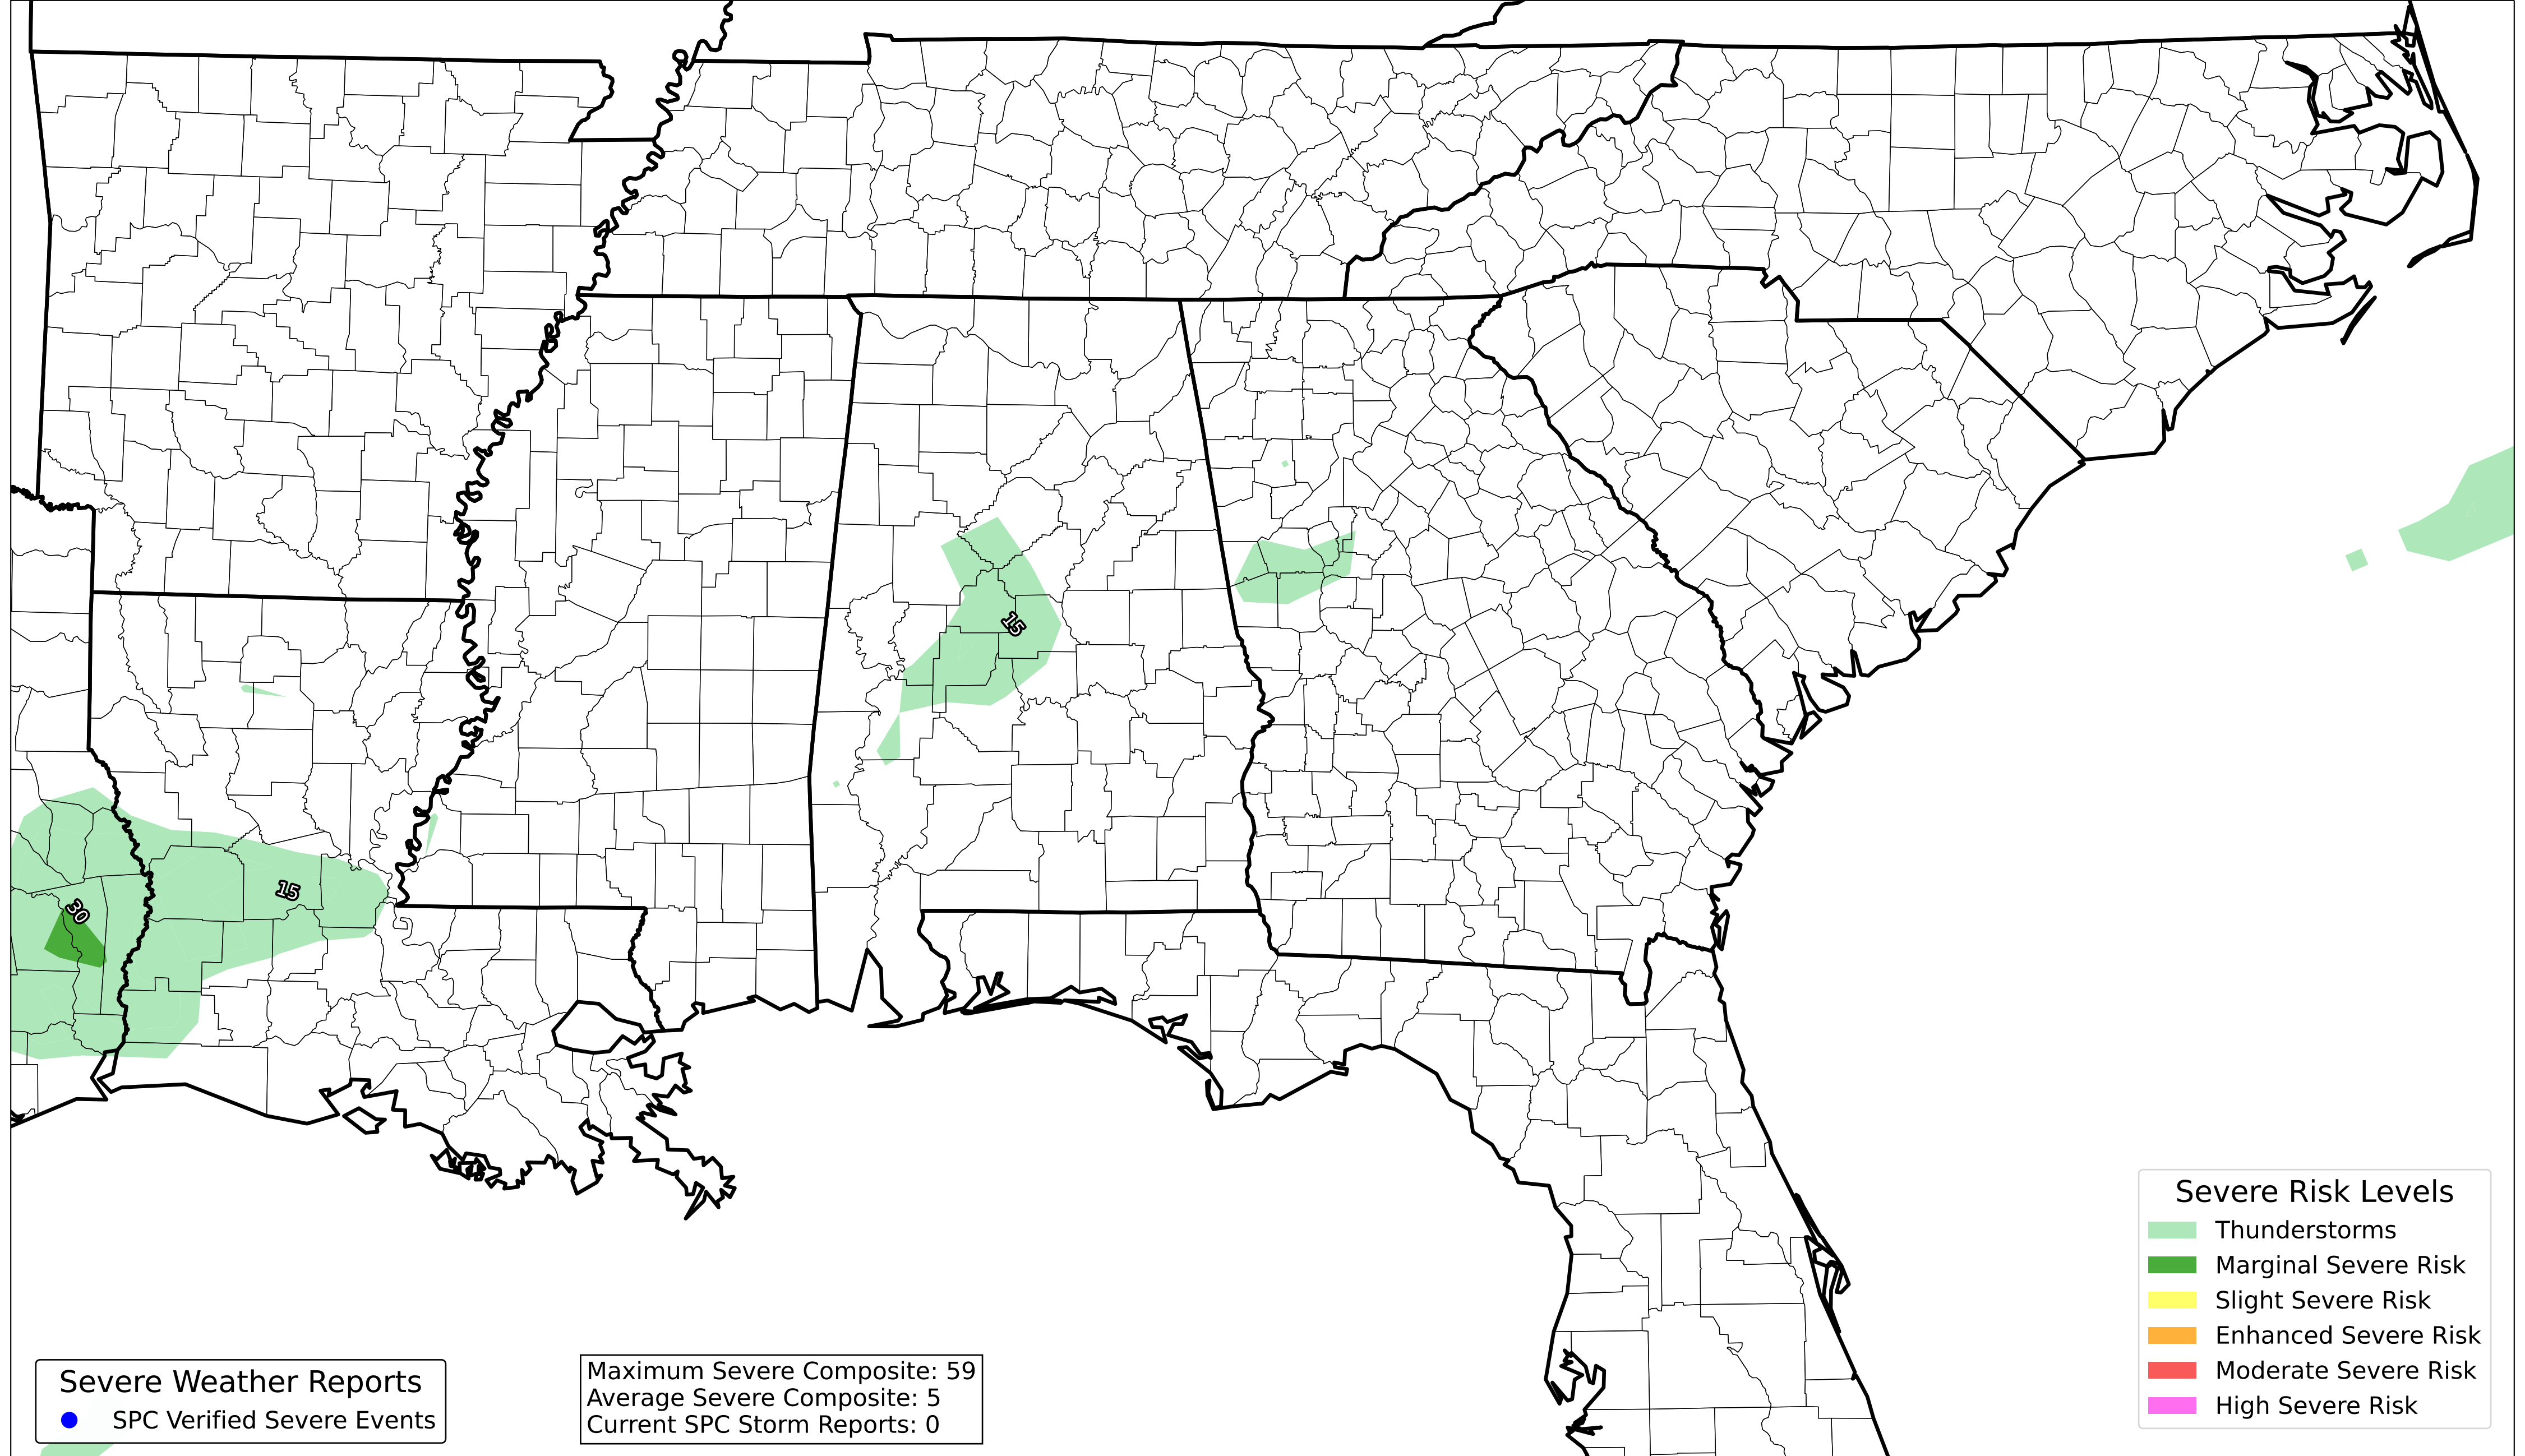 15
15
30
Severe Weather Reports
SPC Verified Severe Events
Maximum Severe Composite: 59
Average Severe Composite: 5
Current SPC Storm Reports: 0
Severe Risk Levels
Thunderstorms
Marginal Severe Risk
Slight Severe Risk
Enhanced Severe Risk
Moderate Severe Risk
High Severe Risk